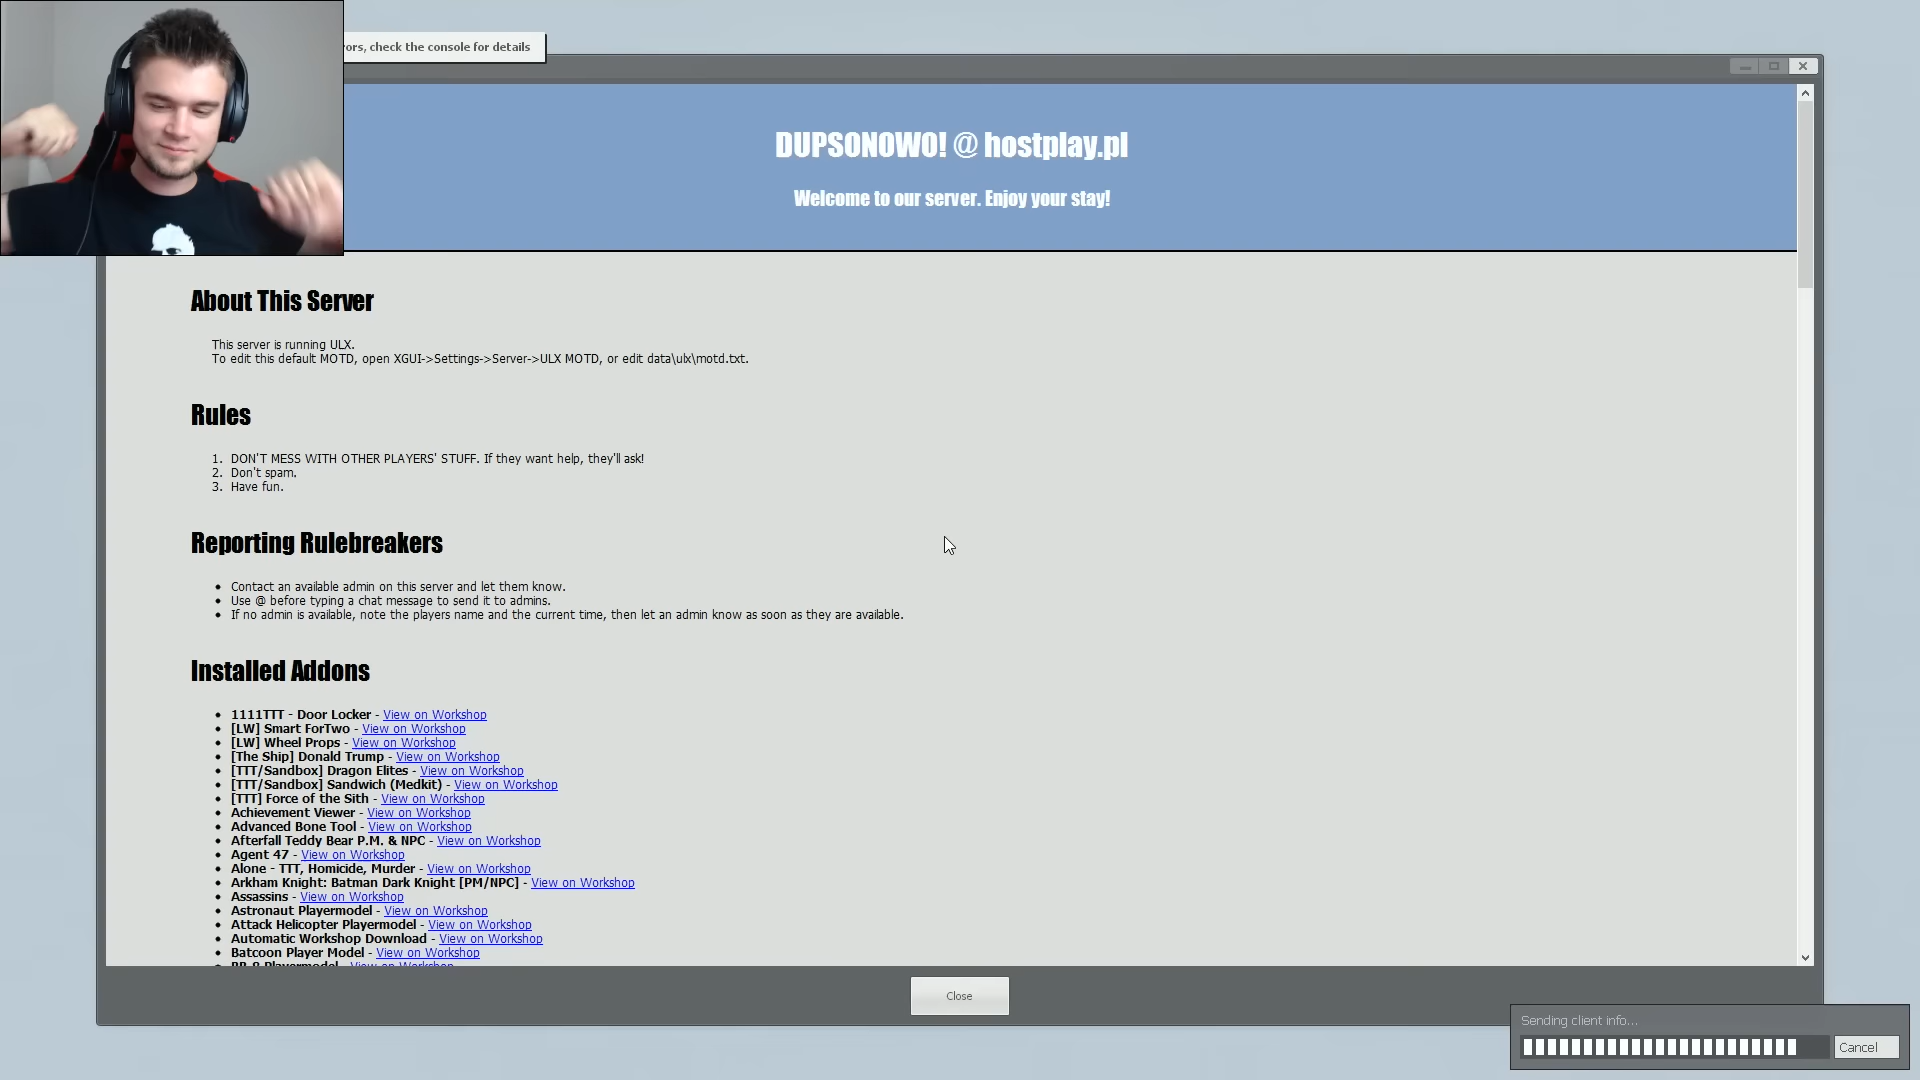 ors, check the console for details
DUPSONOWO! @ hostplay.pl
Welcome to our server. Enjoy your stay!
About This Server
This server is running ULX.
To edit this default MOTD, open XGUI->Settings->Server->ULX MOTD, or edit data\ulx\motd.txt.
Rules
1. DON'T MESS WITH OTHER PLAYERS' STUFF. If they want help, they'll ask!
2. Don't spam.
3. Have fun.
Reporting Rulebreakers
• Contact an available admin on this server and let them know.
• Use @ before typing a chat message to send it to admins.
• If no admin is available, note the players name and the current time, then let an admin know as soon as they are available.
Installed Addons
• 1111TTT - Door Locker - View on Workshop
• [LW] Smart ForTwo - View on Workshop
• [LW] Wheel Props - View on Workshop
• [The Ship] Donald Trump - View on Workshop
• [TTT/Sandbox] Dragon Elites - View on Workshop
• [TTT/Sandbox] Sandwich (Medkit) - View on Workshop
• [TTT] Force of the Sith - View on Workshop
• Achievement Viewer - View on Workshop
• Advanced Bone Tool - View on Workshop
• Afterfall Teddy Bear P.M. & NPC - View on Workshop
• Agent 47 - View on Workshop
• Alone - TTT, Homicide, Murder - View on Workshop
• Arkham Knight: Batman Dark Knight [PM/NPC] - View on Workshop
• Assassins - View on Workshop
• Astronaut Playermodel - View on Workshop
• Attack Helicopter Playermodel - View on Workshop
• Automatic Workshop Download - View on Workshop
• Batcoon Player Model - View on Workshop
• BB-8 Playermodel - View on Workshop
Close
Sending client info...
Cancel